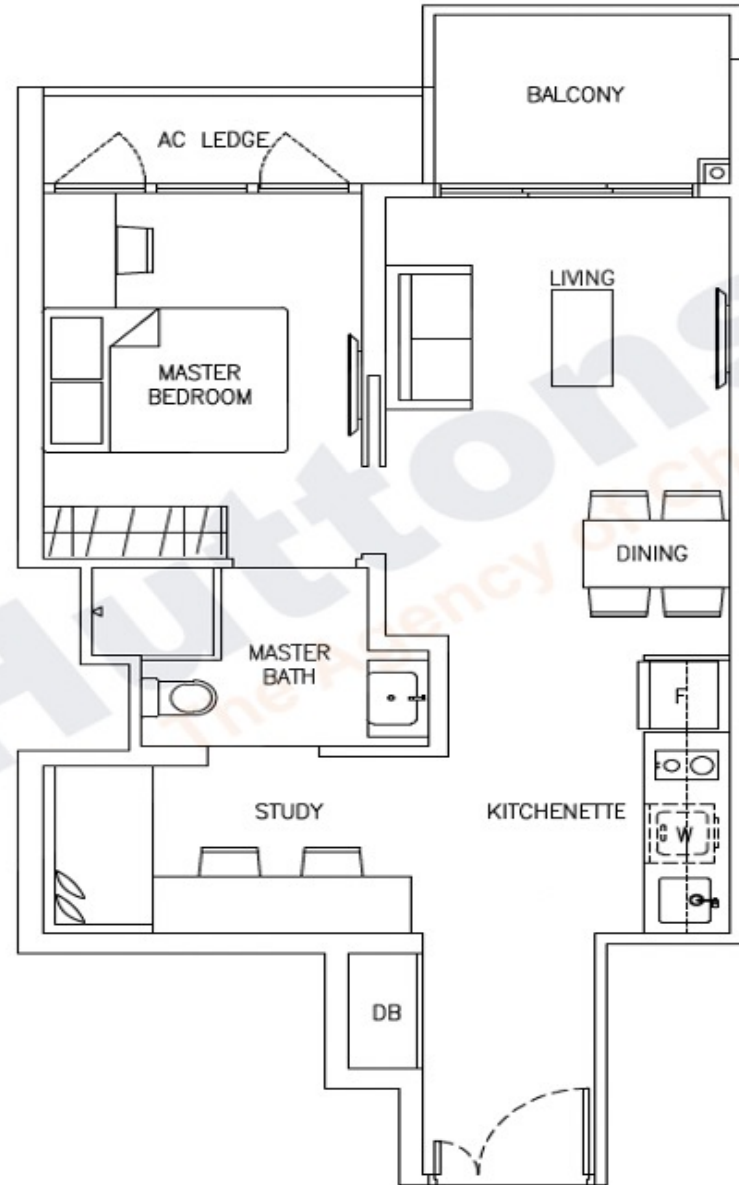 BALCONY
AC LEDGE
LIVING
MASTER
BEDROOM
DINING
MASTER
BATH
F
STUDY
KITCHENETTE
W
DB
Huttons
The Agency of Ch